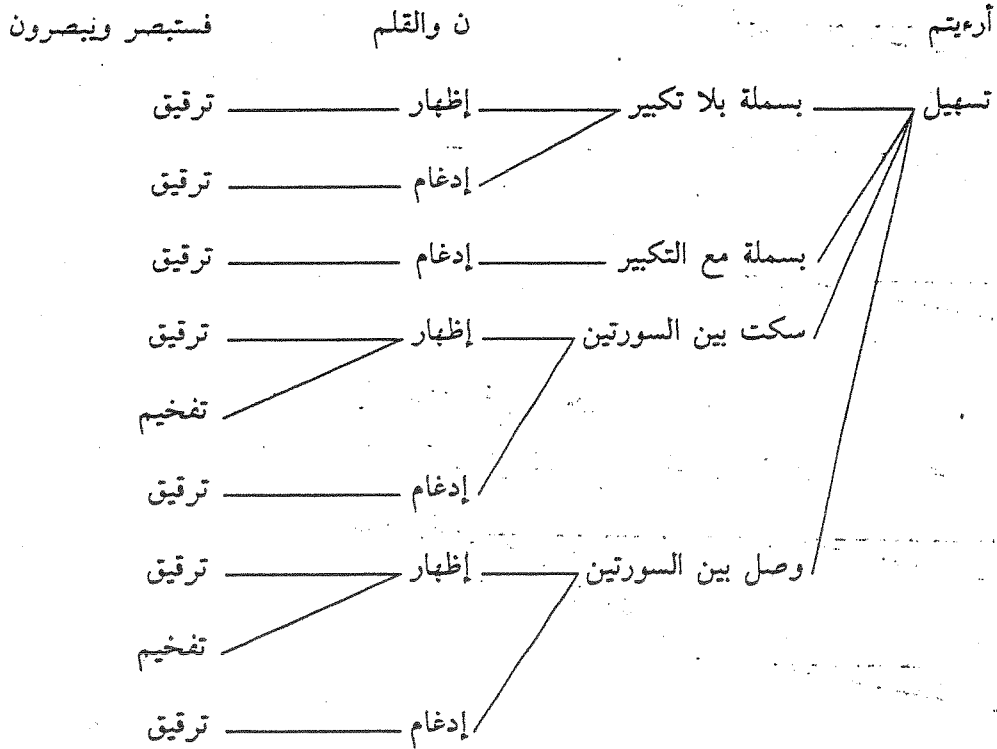 أرءيتم ن والقلم فستبصر ويبصرون
تسهيل بسملة بلا تكبير إظهار ترقيق
إدغام ترقيق
بسملة مع التكبير إدغام ترقيق
سكت بين السورتين إظهار ترقيق
تفخيم
إدغام ترقيق
وصل بين السورتين إظهار ترقيق
تفخيم
إدغام ترقيق